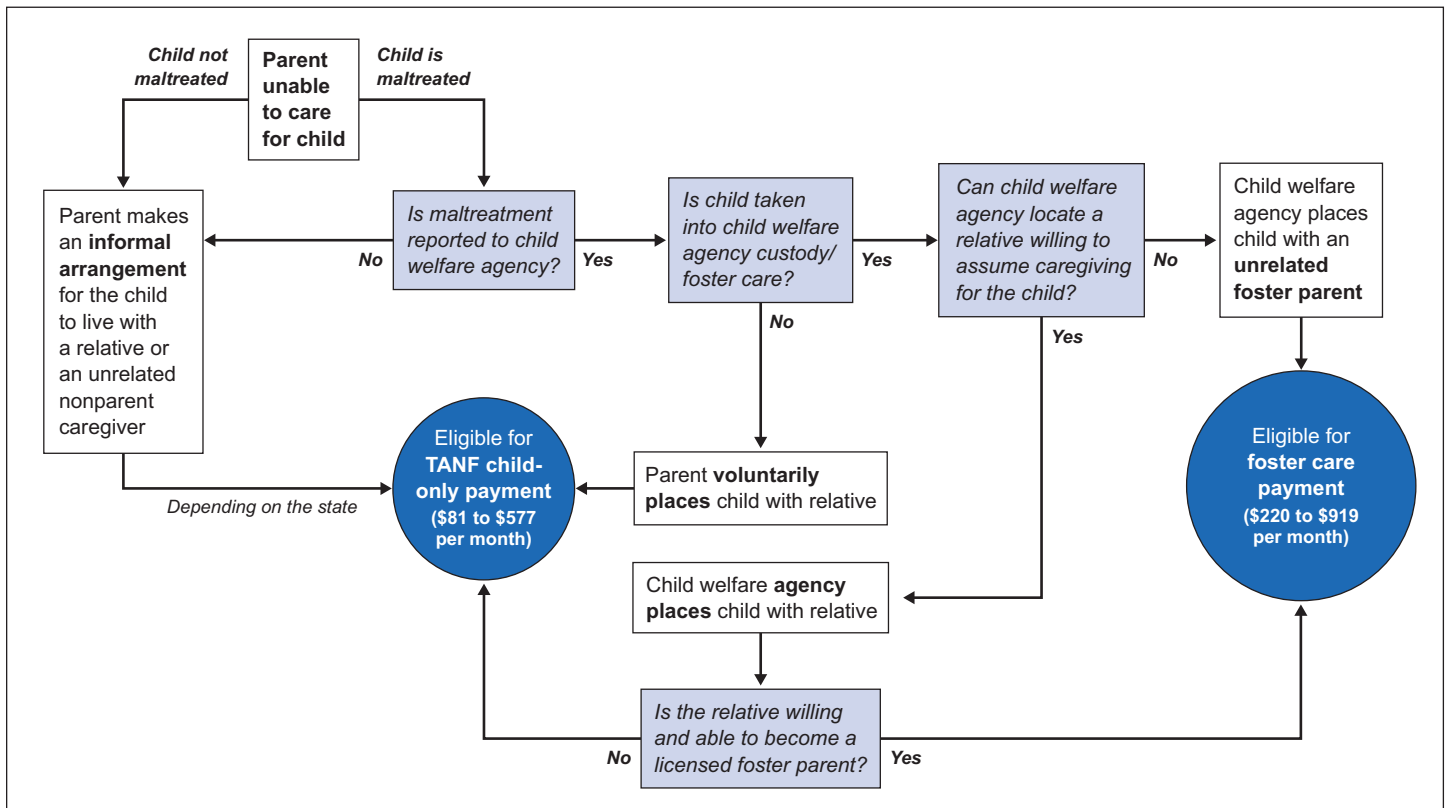 Child not
maltreated
Parent
unable
to care
for child
Child is
maltreated
Parent makes
an informal
arrangement
for the child
to live with
a relative or
an unrelated
nonparent
caregiver
No
Is maltreatment
reported to child
welfare agency?
Yes
Is child taken
into child welfare
agency custody/
foster care?
Yes
Can child welfare
agency locate a
relative willing to
assume caregiving
for the child?
No
Child welfare
agency places
child with an
unrelated
foster parent
No
Yes
Depending on the state
Eligible for
TANF child-
only payment
($81 to $577
per month)
Parent voluntarily
places child with relative
Eligible for
foster care
payment
($220 to $919
per month)
Child welfare agency
places child with relative
No
Is the relative willing
and able to become a
licensed foster parent?
Yes